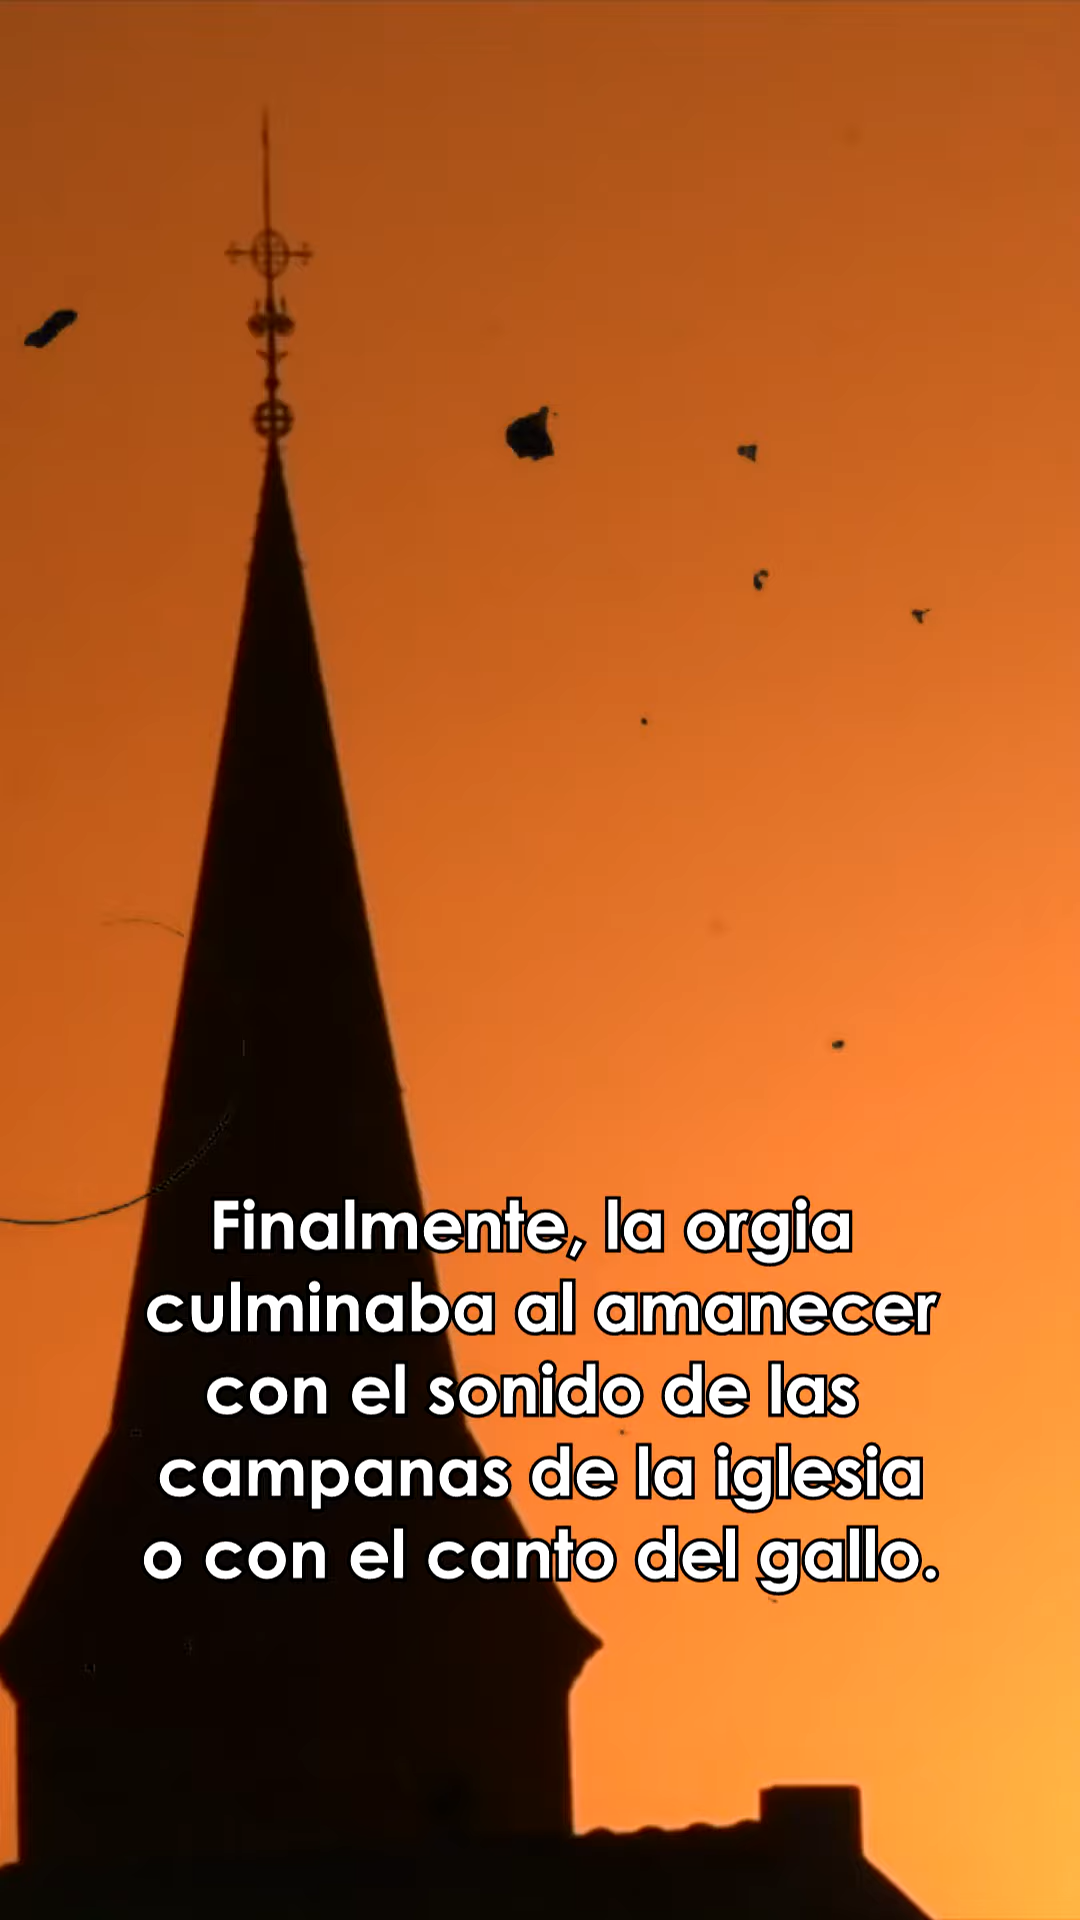 Finalmente, la orgia
culminaba al amanecer
con el sonido de las
campanas de la iglesia
o con el canto del gallo.